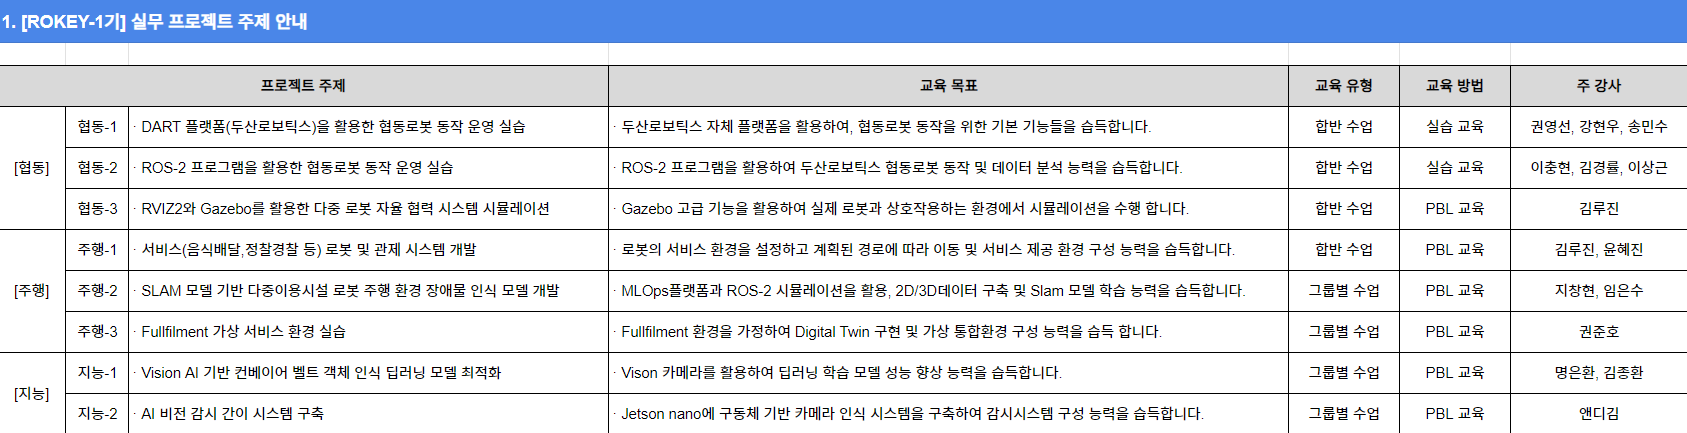 1. [ROKEY-1기] 실무 프로젝트 주제 안내
프로젝트 주제 교육 목표 교육 유형 교육 방법 주 강사
[협동]
협동-1 · DART 플랫폼(두산로보틱스)을 활용한 협동로봇 동작 운영 실습 · 두산로보틱스 자체 플랫폼을 활용하여, 협동로봇 동작을 위한 기본 기능들을 습득합니다. 합반 수업 실습 교육 권영선, 강현우, 송민수
협동-2 · ROS-2 프로그램을 활용한 협동로봇 동작 운영 실습 · ROS-2 프로그램을 활용하여 두산로보틱스 협동로봇 동작 및 데이터 분석 능력을 습득합니다. 합반 수업 실습 교육 이충현, 김경률, 이상근
협동-3 · RVIZ2와 Gazebo를 활용한 다중 로봇 자율 협력 시스템 시뮬레이션 · Gazebo 고급 기능을 활용하여 실제 로봇과 상호작용하는 환경에서 시뮬레이션을 수행 합니다. 합반 수업 PBL 교육 김루진
[주행]
주행-1 · 서비스(음식배달,정찰경찰 등) 로봇 및 관제 시스템 개발 · 로봇의 서비스 환경을 설정하고 계획된 경로에 따라 이동 및 서비스 제공 환경 구성 능력을 습득합니다. 합반 수업 PBL 교육 김루진, 윤혜진
주행-2 · SLAM 모델 기반 다중이용시설 로봇 주행 환경 장애물 인식 모델 개발 · MLOps플랫폼과 ROS-2 시뮬레이션을 활용, 2D/3D데이터 구축 및 Slam 모델 학습 능력을 습득합니다. 그룹별 수업 PBL 교육 지창현, 임은수
주행-3 · Fullfilment 가상 서비스 환경 실습 · Fullfilment 환경을 가정하여 Digital Twin 구현 및 가상 통합환경 구성 능력을 습득 합니다. 그룹별 수업 PBL 교육 권준호
[지능]
지능-1 · Vision AI 기반 컨베이어 벨트 객체 인식 딥러닝 모델 최적화 · Vison 카메라를 활용하여 딥러닝 학습 모델 성능 향상 능력을 습득합니다. 그룹별 수업 PBL 교육 명은환, 김종환
지능-2 · AI 비전 감시 간이 시스템 구축 · Jetson nano에 구동체 기반 카메라 인식 시스템을 구축하여 감시시스템 구성 능력을 습득합니다. 그룹별 수업 PBL 교육 앤디김